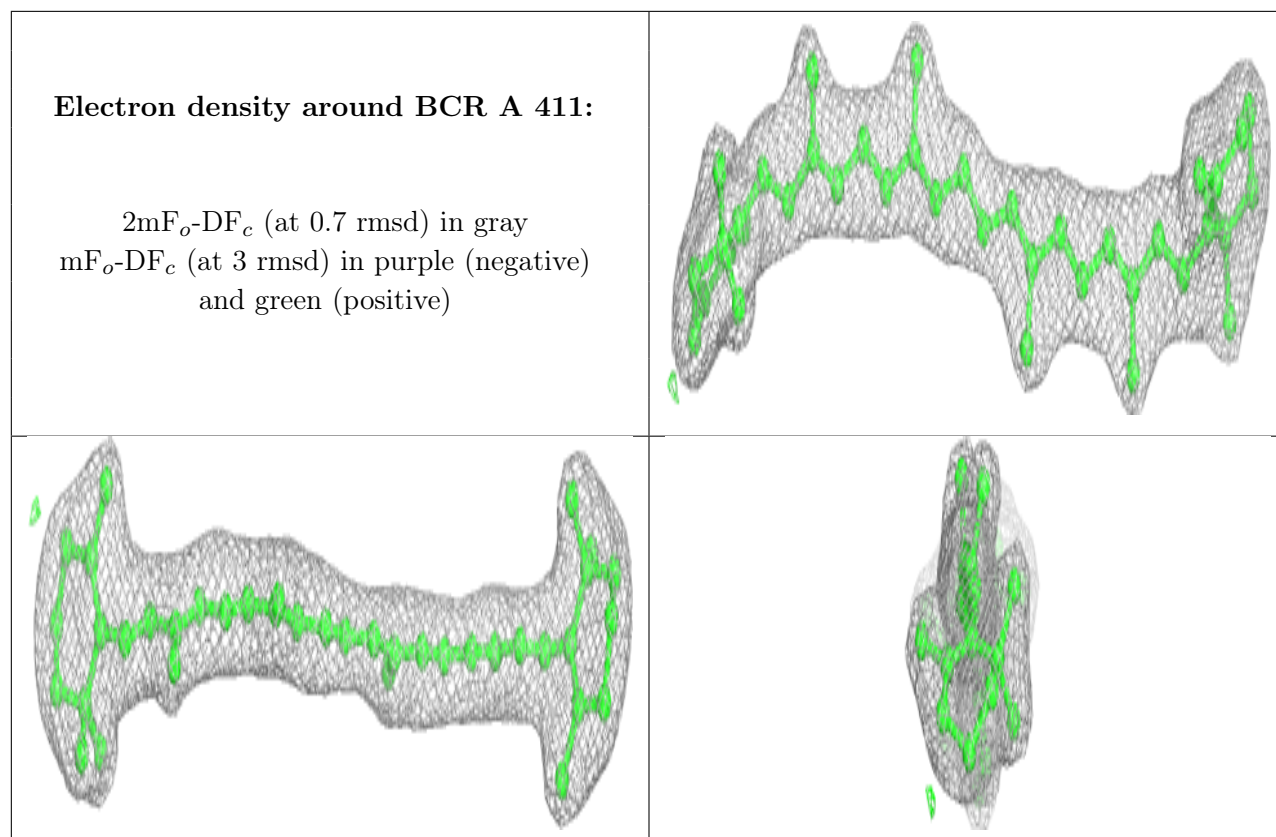 Electron density around BCR A 411:
2mFo-DFc (at 0.7 rmsd) in gray
mFo-DFc (at 3 rmsd) in purple (negative)
and green (positive)